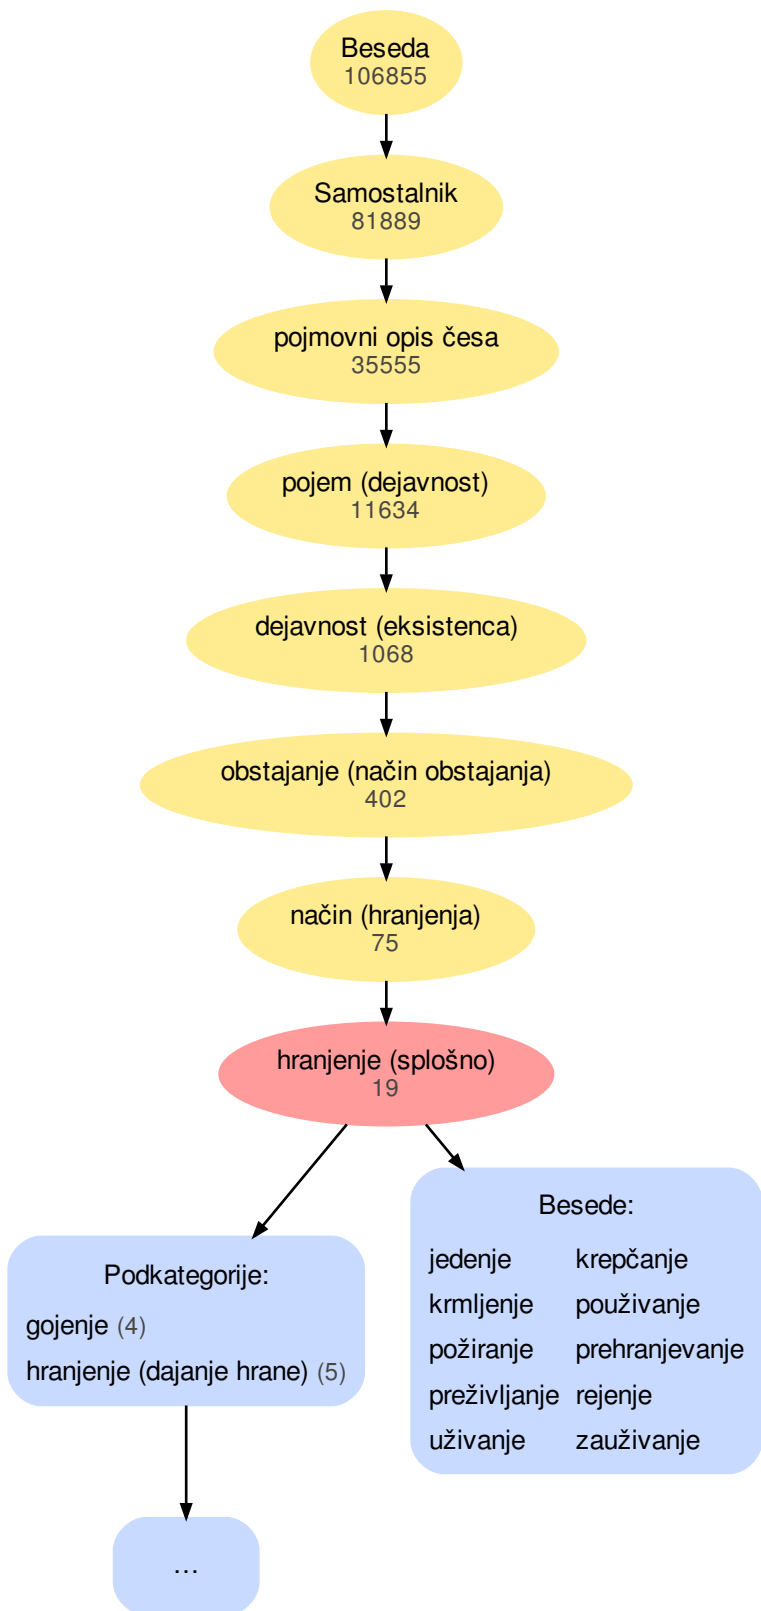 Beseda
106855
Samostalnik
81889
pojmovni opis česa
35555
pojem (dejavnost)
11634
dejavnost (eksistenca)
1068
obstajanje (način obstajanja)
402
način (hranjenja)
75
hranjenje (splošno)
19
Podkategorije:
gojenje (4)
hranjenje (dajanje hrane) (5)
...
Besede:
jedenje krepčanje
krmljenje použivanje
požiranje prehranjevanje
preživljanje rejenje
uživanje zauživanje